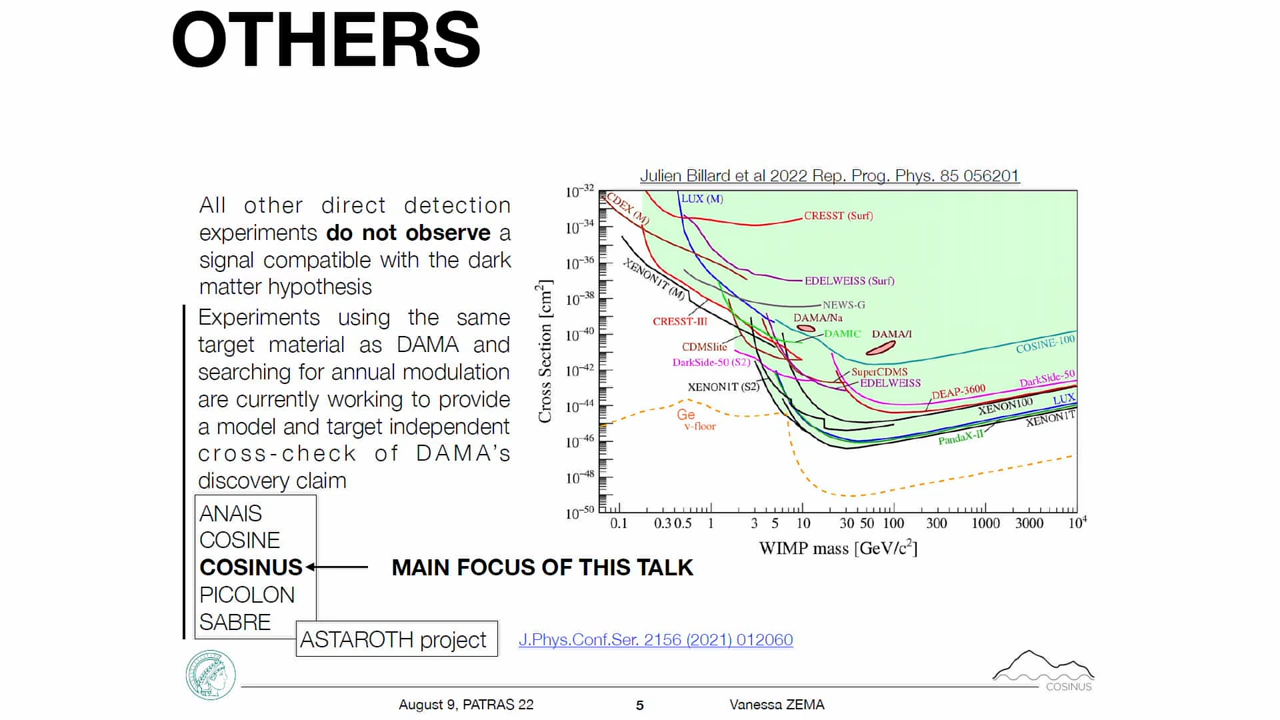 OTHERS
Julien Billard et al 2022 Rep. Prog. Phys. 85 056201
All other direct detection
experiments do not observe a
signal compatible with the dark
matter hypothesis
Experiments using the same
target material as DAMA and
searching for annual modulation
are currently working to provide
a model and target independent
cross-check of DAMA's
discovery claim
ANAIS
COSINE
COSINUS
PICOLON
SABRE
MAIN FOCUS OF THIS TALK
ASTAROTH project
J.Phys.Conf.Ser. 2156 (2021) 012060
Cross Section [cm²]
10⁻³²
10⁻³⁴
10⁻³⁶
10⁻³⁸
10⁻⁴⁰
10⁻⁴²
10⁻⁴⁴
10⁻⁴⁶
10⁻⁴⁸
10⁻⁵⁰
CDEX (M)
LUX (M)
CRESST (Surf)
XENON1T (M)
EDELWEISS (Surf)
NEWS-G
CRESST-III
DAMA/Na
DAMIC
DAMA/I
CDMSlite
COSINE-100
DarkSide-50 (S2)
SuperCDMS
XENON1T (S2)
EDELWEISS
DarkSide-50
DEAP-3600
XENON100
LUX
Ge
ν-floor
XENON1T
PandaX-II
0.1 0.3 0.5 1 3 5 10 30 50 100 300 1000 3000 10⁴
WIMP mass [GeV/c²]
COSINUS
August 9, PATRAS 22 5 Vanessa ZEMA